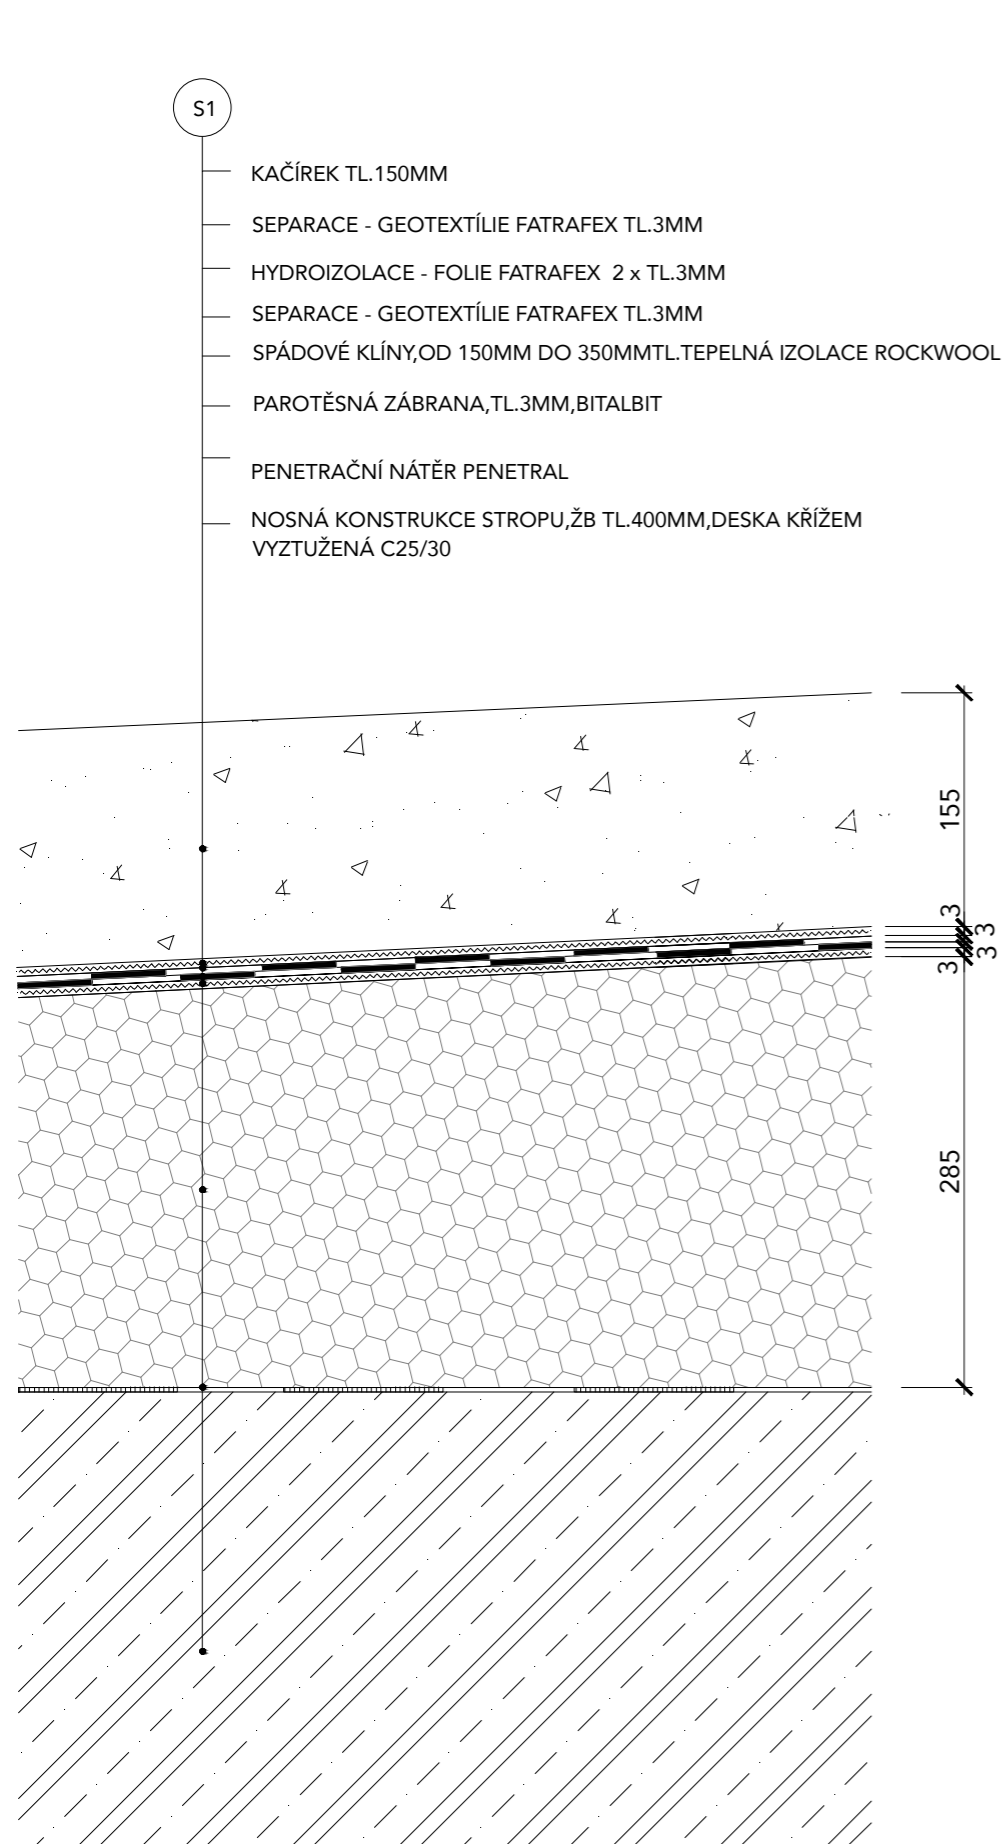 S1
KAČÍREK TL.150MM
SEPARACE - GEOTEXTÍLIE FATRAFEX TL.3MM
HYDROIZOLACE - FOLIE FATRAFEX 2 x TL.3MM
SEPARACE - GEOTEXTÍLIE FATRAFEX TL.3MM
SPÁDOVÉ KLÍNY,OD 150MM DO 350MMTL.TEPELNÁ IZOLACE ROCKWOOL
PAROTĚSNÁ ZÁBRANA,TL.3MM,BITALBIT
PENETRAČNÍ NÁTĚR PENETRAL
NOSNÁ KONSTRUKCE STROPU,ŽB TL.400MM,DESKA KŘÍŽEM
VYZTUŽENÁ C25/30
155
3
3
3
3
285